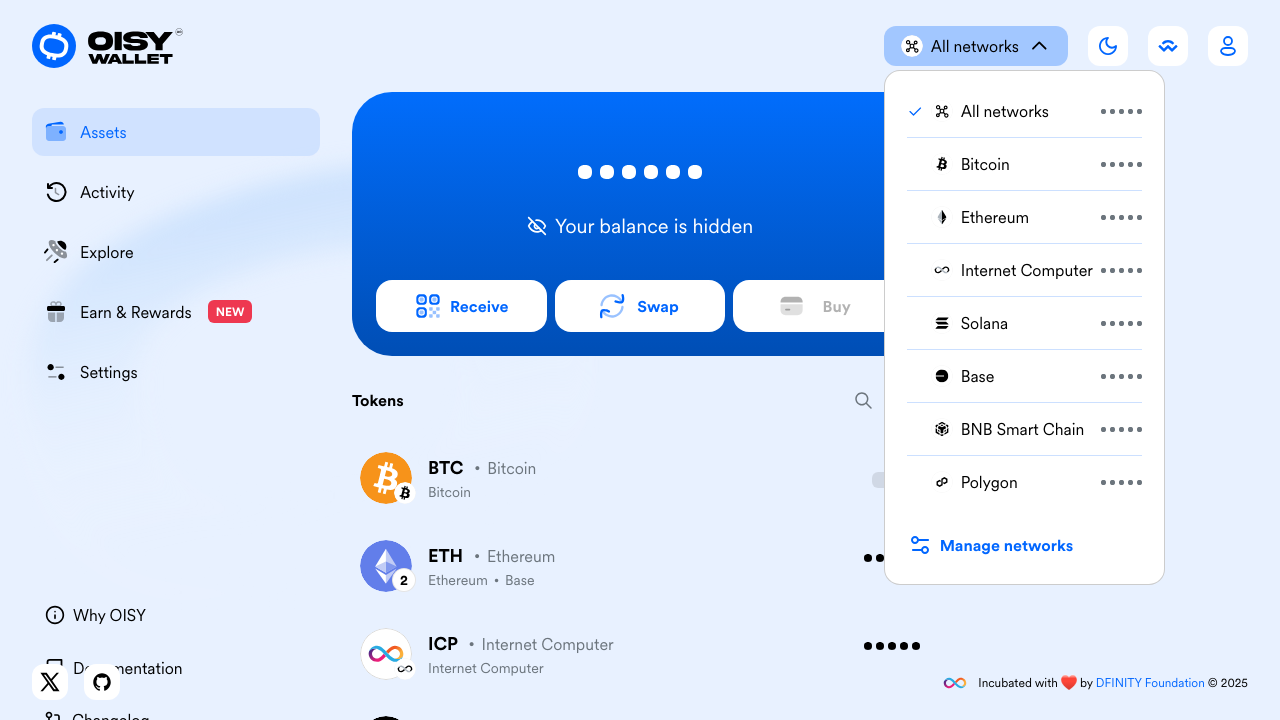 OISY
WALLET
All networks
Assets
Activity
Explore
Earn & Rewards NEW
Settings
Why OISY
Documentation
Changelog
Your balance is hidden
Receive
Swap
Buy
Tokens
BTC • Bitcoin
Bitcoin
ETH • Ethereum
2
Ethereum • Base
ICP • Internet Computer
Internet Computer
All networks
Bitcoin
Ethereum
Internet Computer
Solana
Base
BNB Smart Chain
Polygon
Manage networks
Incubated with ❤️ by DFINITY Foundation © 2025